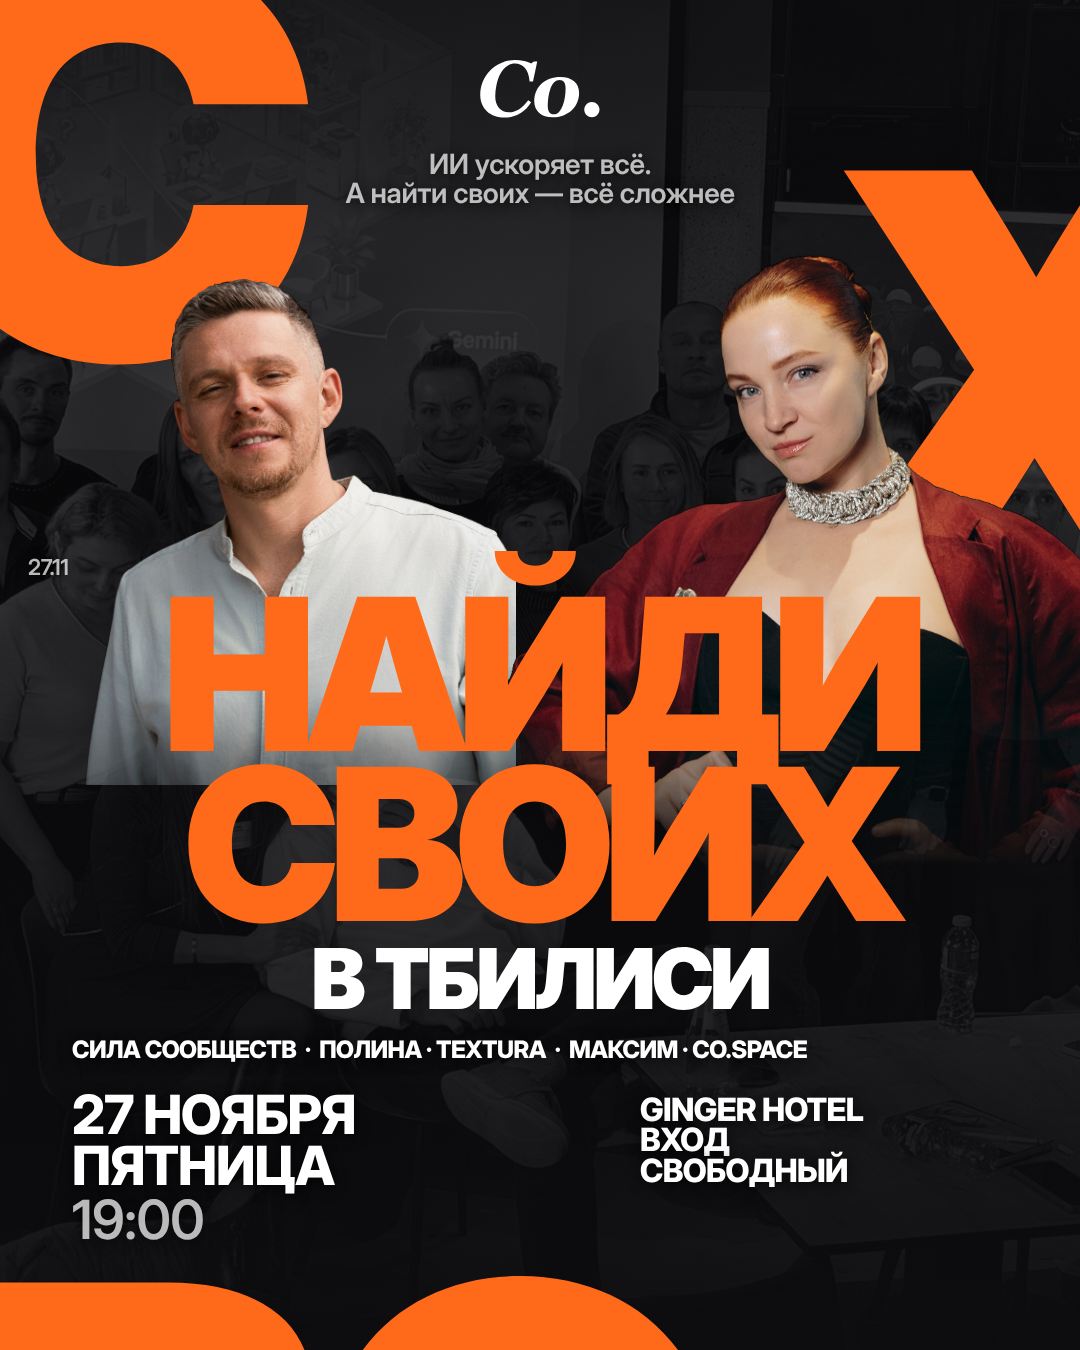 С
Х
Co.
ИИ ускоряет всё.
А найти своих — всё сложнее
Gemini
27.11
НАЙДИ
СВОИХ
В ТБИЛИСИ
СИЛА СООБЩЕСТВ · ПОЛИНА · TEXTURA · МАКСИМ · CO.SPACE
27 НОЯБРЯ
ПЯТНИЦА
19:00
GINGER HOTEL
ВХОД
СВОБОДНЫЙ